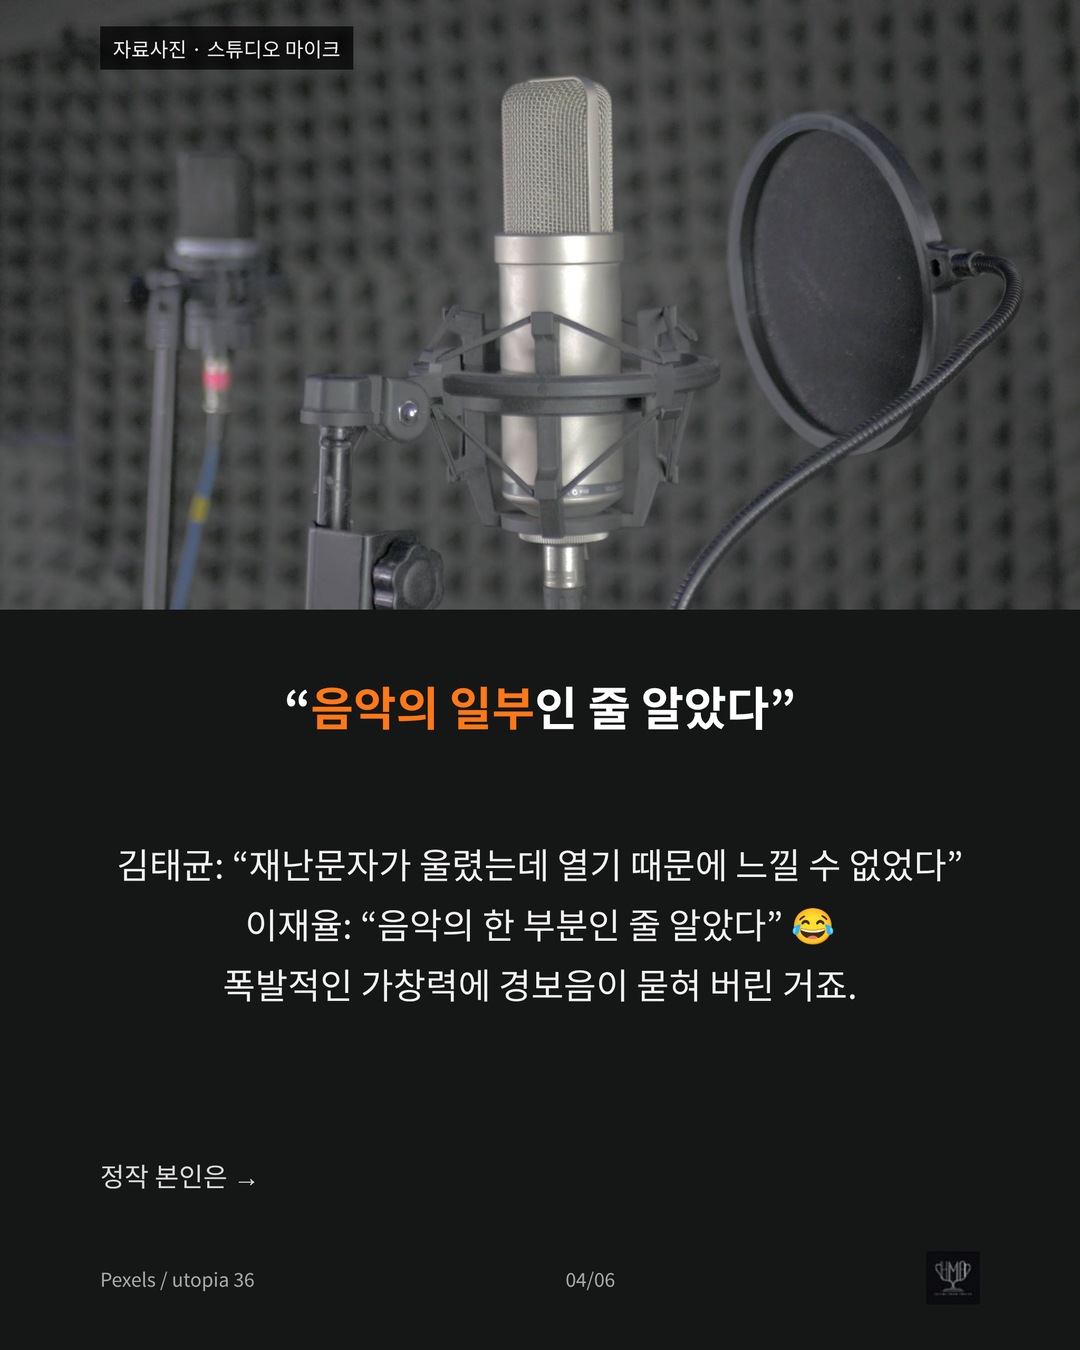 자료사진 · 스튜디오 마이크
“음악의 일부인 줄 알았다”
김태균: “재난문자가 울렸는데 열기 때문에 느낄 수 없었다”
이재율: “음악의 한 부분인 줄 알았다” 😂
폭발적인 가창력에 경보음이 묻혀 버린 거죠.
정작 본인은 →
Pexels / utopia 36
04/06